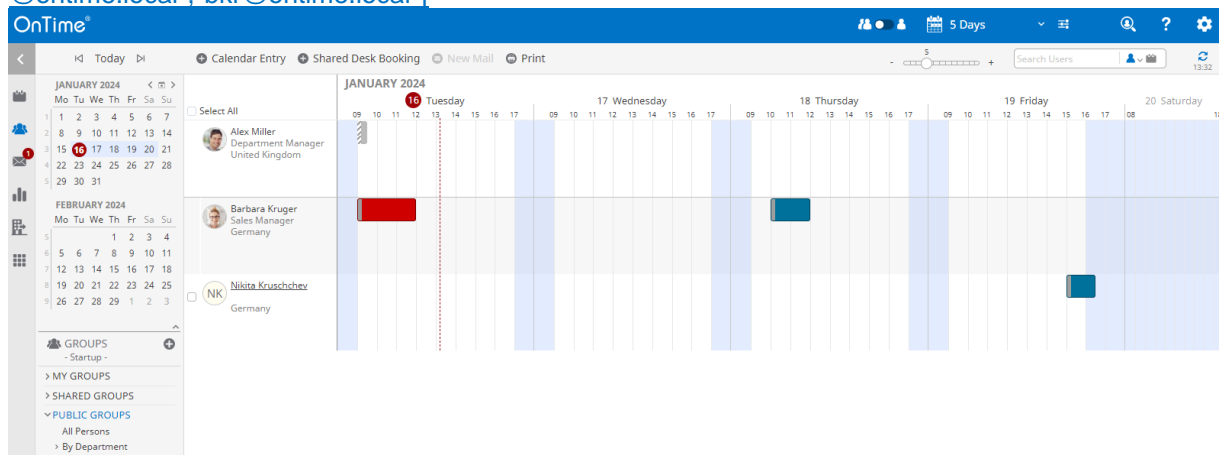 OnTime®
5 Days
?
Today
Calendar Entry
Shared Desk Booking
New Mail
Print
5
- +
Search Users
13:32
JANUARY 2024
Mo Tu We Th Fr Sa Su
1 1 2 3 4 5 6 7
2 8 9 10 11 12 13 14
3 15 16 17 18 19 20 21
4 22 23 24 25 26 27 28
5 29 30 31
FEBRUARY 2024
Mo Tu We Th Fr Sa Su
5 1 2 3 4
6 5 6 7 8 9 10 11
7 12 13 14 15 16 17 18
8 19 20 21 22 23 24 25
9 26 27 28 29 1 2 3
1
GROUPS
- Startup -
MY GROUPS
SHARED GROUPS
PUBLIC GROUPS
All Persons
By Department
JANUARY 2024
16 Tuesday 17 Wednesday 18 Thursday 19 Friday 20 Saturday
09 10 11 12 13 14 15 16 17 09 10 11 12 13 14 15 16 17 09 10 11 12 13 14 15 16 17 09 10 11 12 13 14 15 16 17 08
Select All
Alex Miller
Department Manager
United Kingdom
Barbara Kruger
Sales Manager
Germany
NK
Nikita Kruschchev
Germany